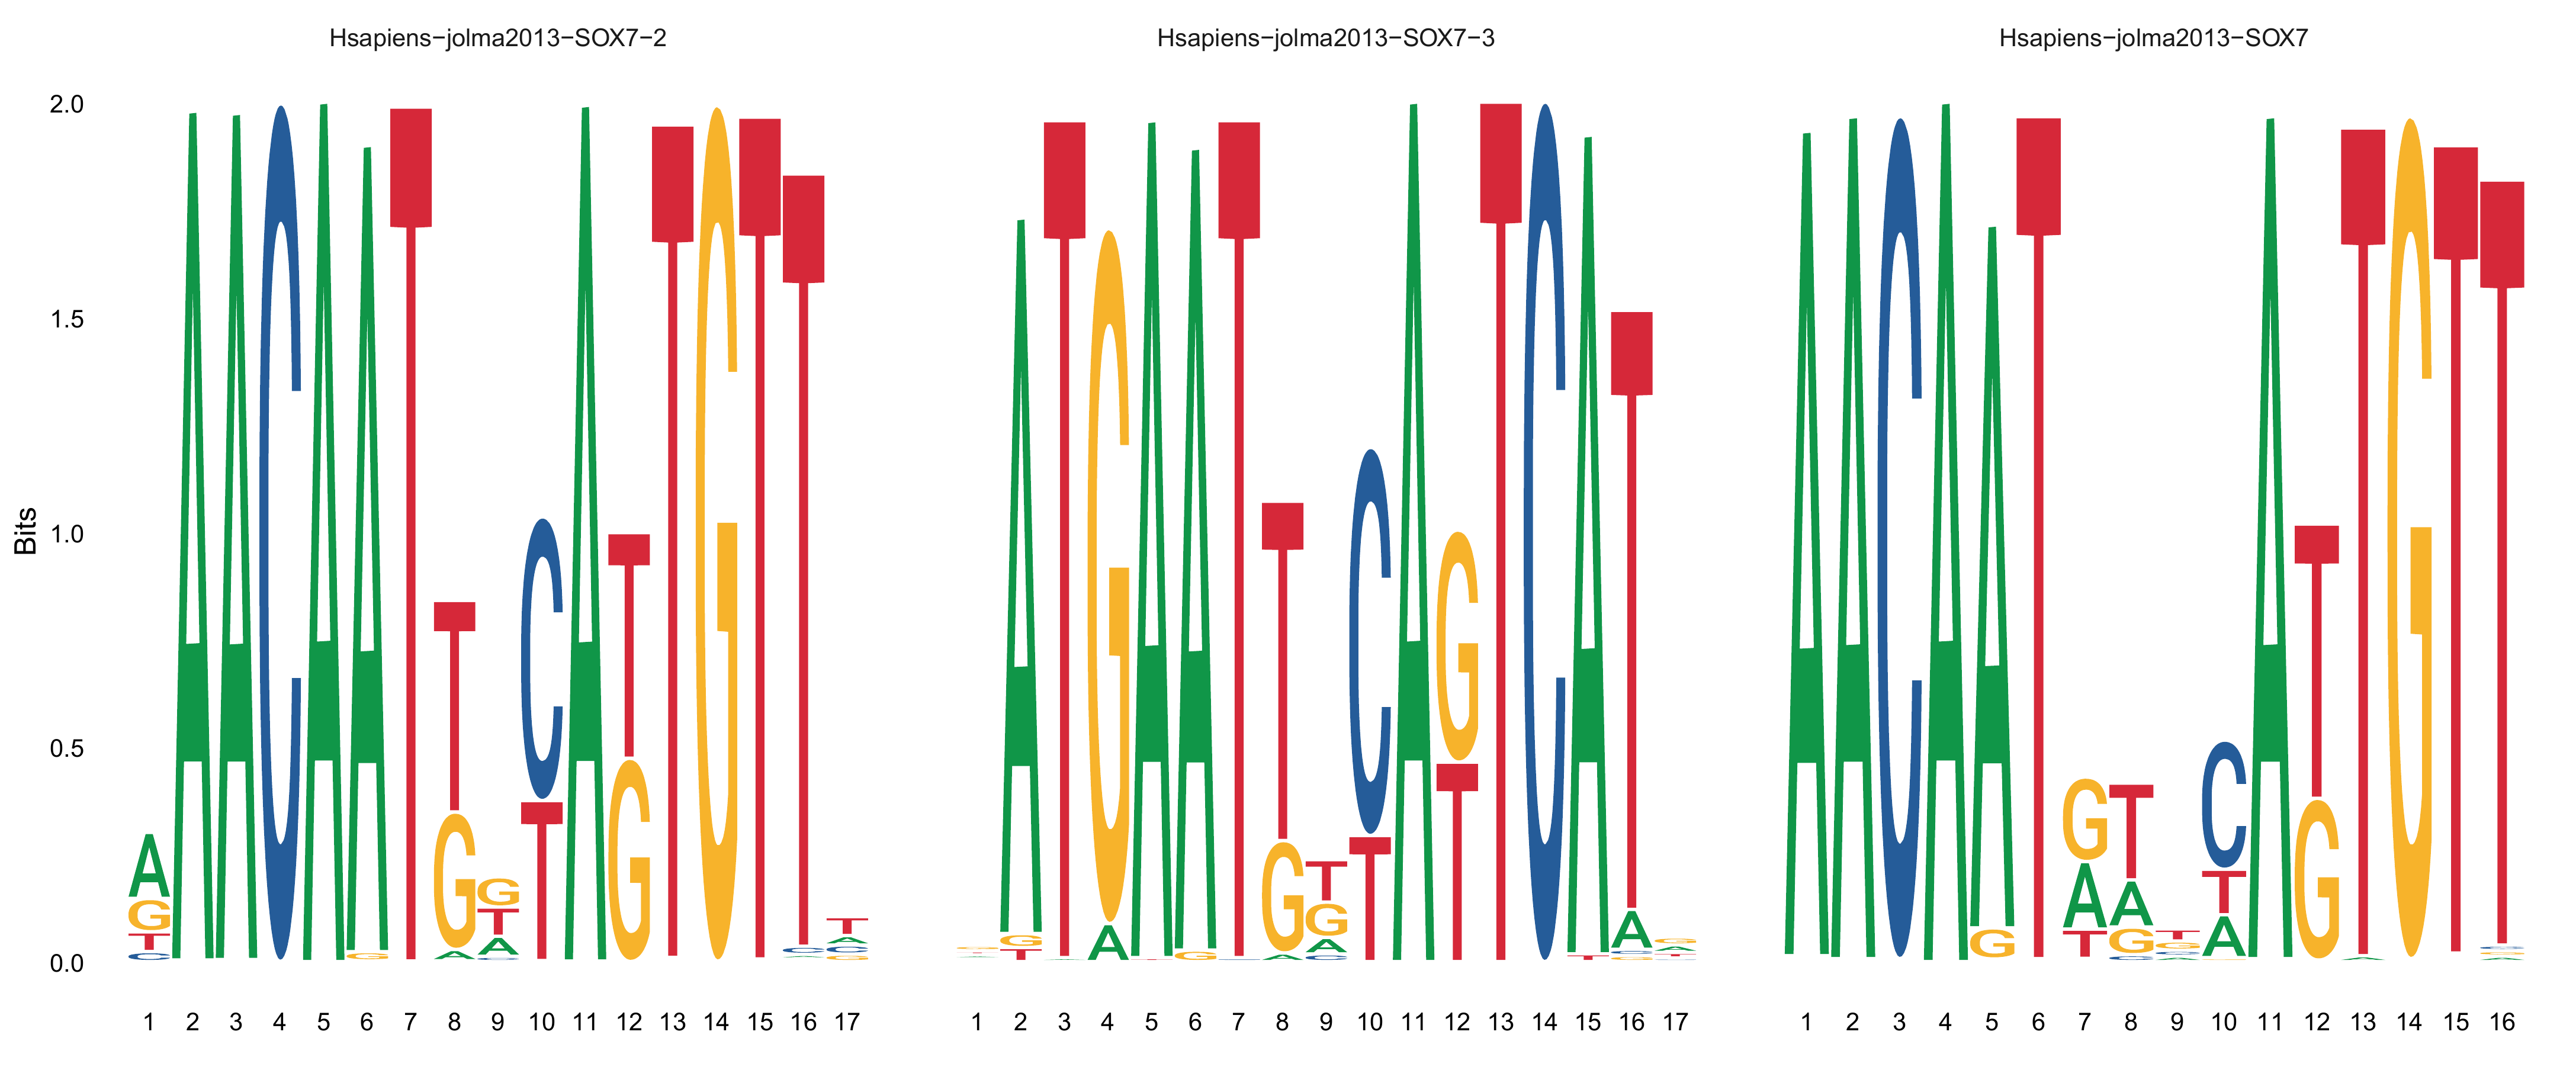 Hsapiens−jolma2013−SOX7−2 Hsapiens−jolma2013−SOX7−3 Hsapiens−jolma2013−SOX7
Bits
2.0
1.5
1.0
0.5
0.0
1 2 3 4 5 6 7 8 9 10 11 12 13 14 15 16 17 1 2 3 4 5 6 7 8 9 10 11 12 13 14 15 16 17 1 2 3 4 5 6 7 8 9 10 11 12 13 14 15 16